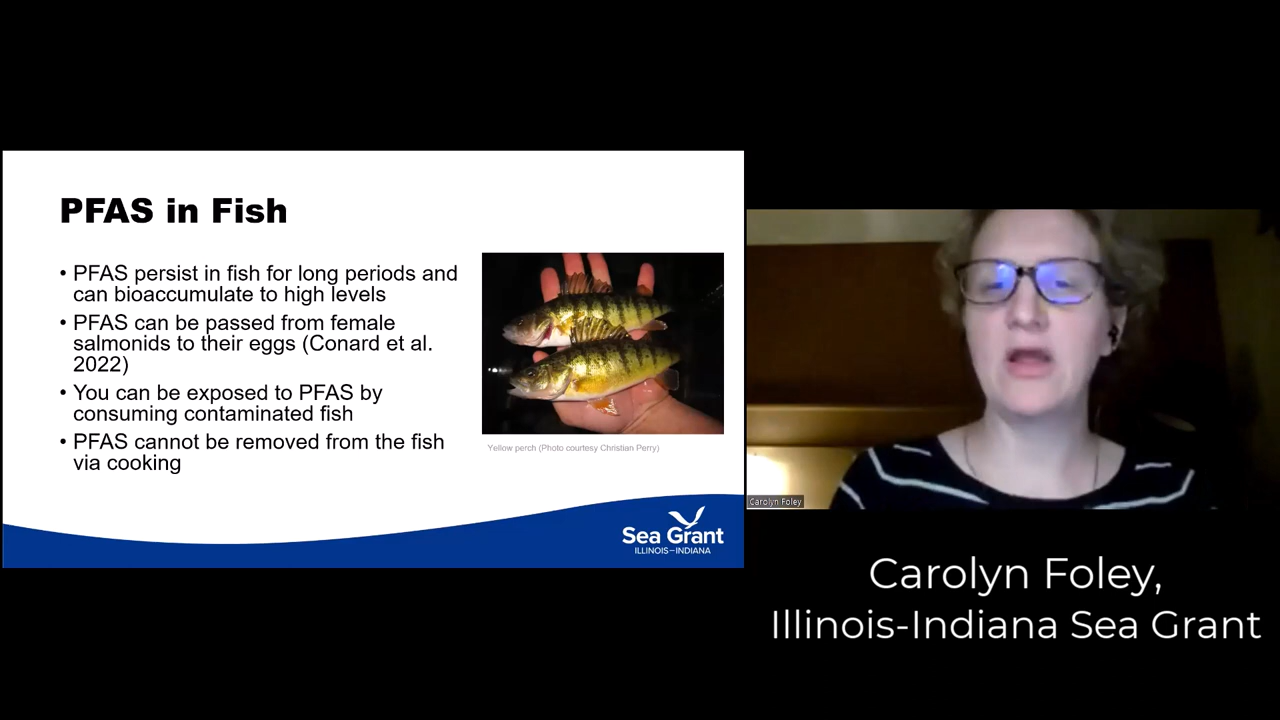 PFAS in Fish
• PFAS persist in fish for long periods and
can bioaccumulate to high levels
• PFAS can be passed from female
salmonids to their eggs (Conard et al.
2022)
• You can be exposed to PFAS by
consuming contaminated fish
• PFAS cannot be removed from the fish
via cooking
Yellow perch (Photo courtesy Christian Perry)
Sea Grant
ILLINOIS–INDIANA
Carolyn Foley
Carolyn Foley,
Illinois-Indiana Sea Grant